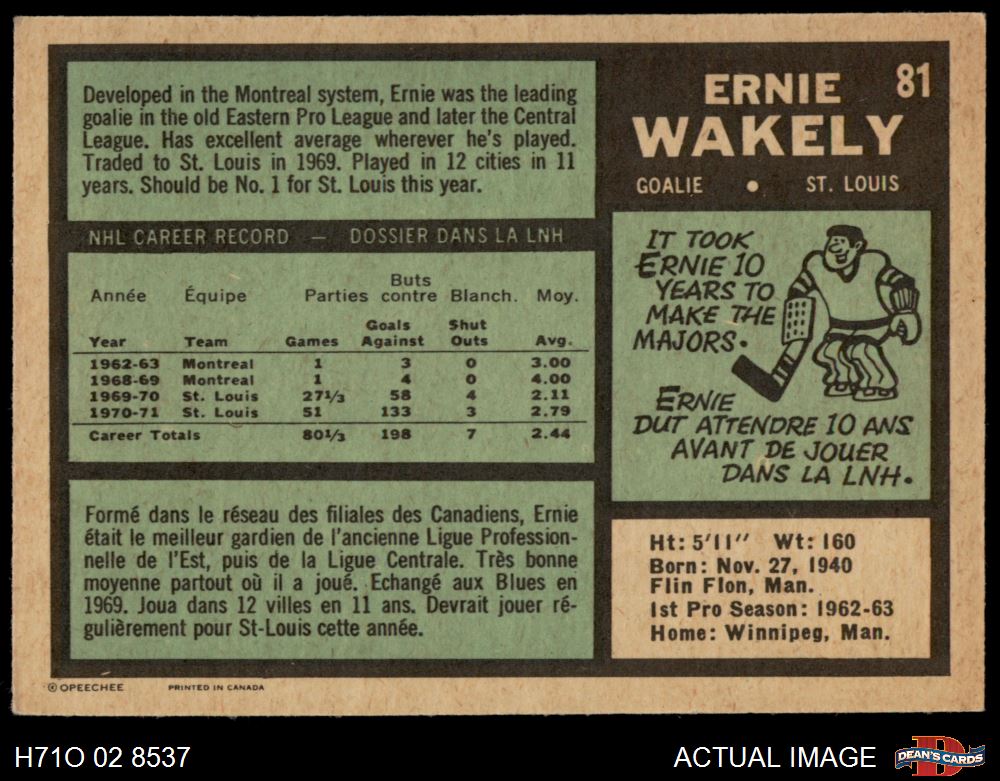 Developed in the Montreal system, Ernie was the leading
goalie in the old Eastern Pro League and later the Central
League. Has excellent average wherever he's played.
Traded to St. Louis in 1969. Played in 12 cities in 11
years. Should be No. 1 for St. Louis this year.
81
ERNIE
WAKELY
GOALIE • ST. LOUIS
NHL CAREER RECORD — DOSSIER DANS LA LNH
Année Équipe Parties Buts contre Blanch. Moy.
Year Team Games Goals Against Shut Outs Avg.
1962-63 Montreal 1 3 0 3.00
1968-69 Montreal 1 4 0 4.00
1969-70 St. Louis 27⅓ 58 4 2.11
1970-71 St. Louis 51 133 3 2.79
Career Totals 80⅓ 198 7 2.44
IT TOOK
ERNIE 10
YEARS TO
MAKE THE
MAJORS.
ERNIE
DUT ATTENDRE 10 ANS
AVANT DE JOUER
DANS LA LNH.
Formé dans le réseau des filiales des Canadiens, Ernie
était le meilleur gardien de l'ancienne Ligue Profession-
nelle de l'Est, puis de la Ligue Centrale. Très bonne
moyenne partout où il a joué. Echangé aux Blues en
1969. Joua dans 12 villes en 11 ans. Devrait jouer ré-
gulièrement pour St-Louis cette année.
Ht: 5'11" Wt: 160
Born: Nov. 27, 1940
Flin Flon, Man.
1st Pro Season: 1962-63
Home: Winnipeg, Man.
© OPEECHEE PRINTED IN CANADA
H71O 02 8537
ACTUAL IMAGE
D
DEAN'S CARDS